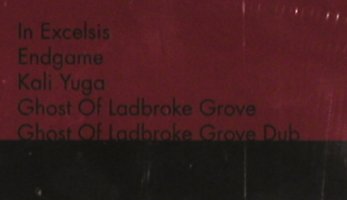 In Excelsis
Endgame
Kali Yuga
Ghost Of Ladbroke Grove
Ghost Of Ladbroke Grove Dub